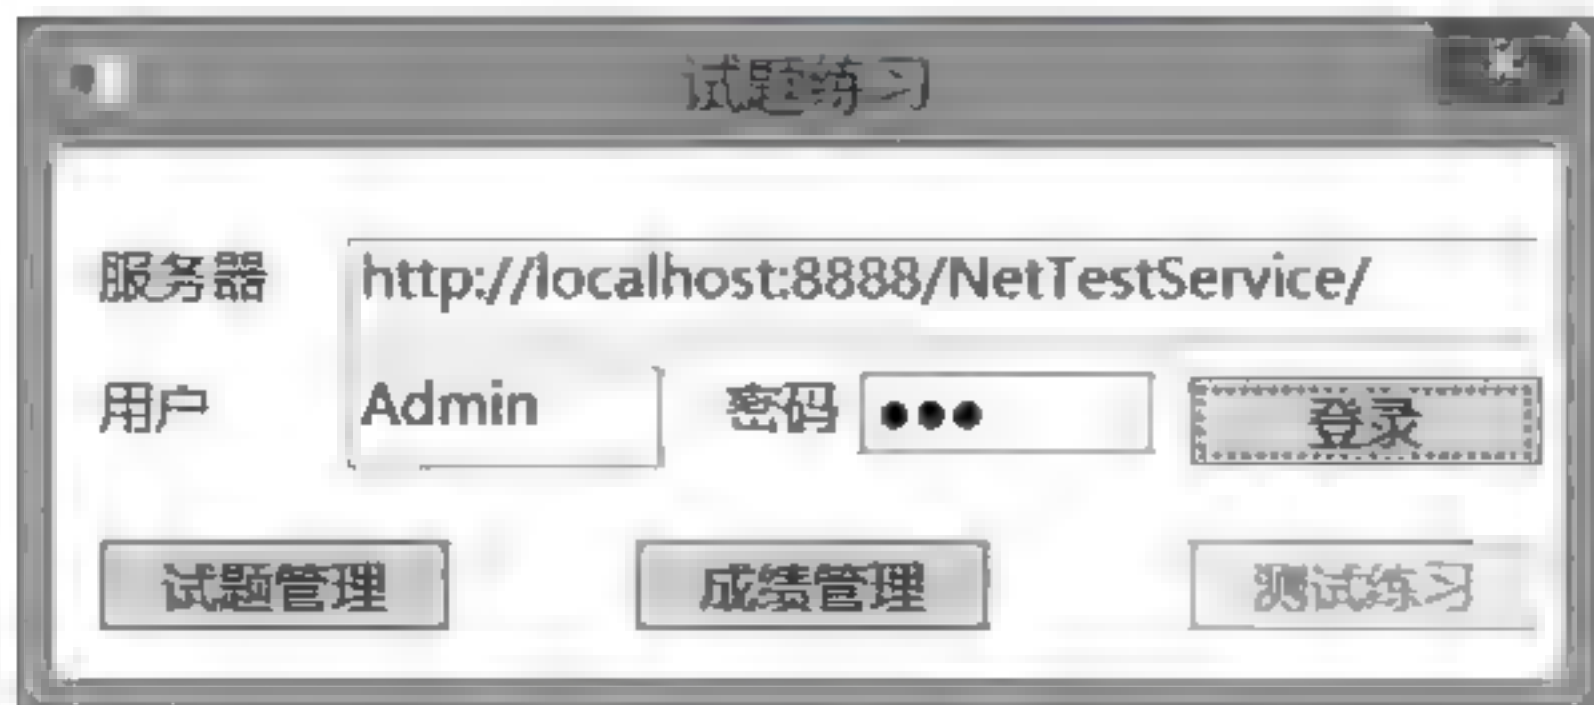 试题练习
服务器 http://localhost:8888/NetTestService/
用户 Admin 密码 ●●● 登录
试题管理 成绩管理 测试练习